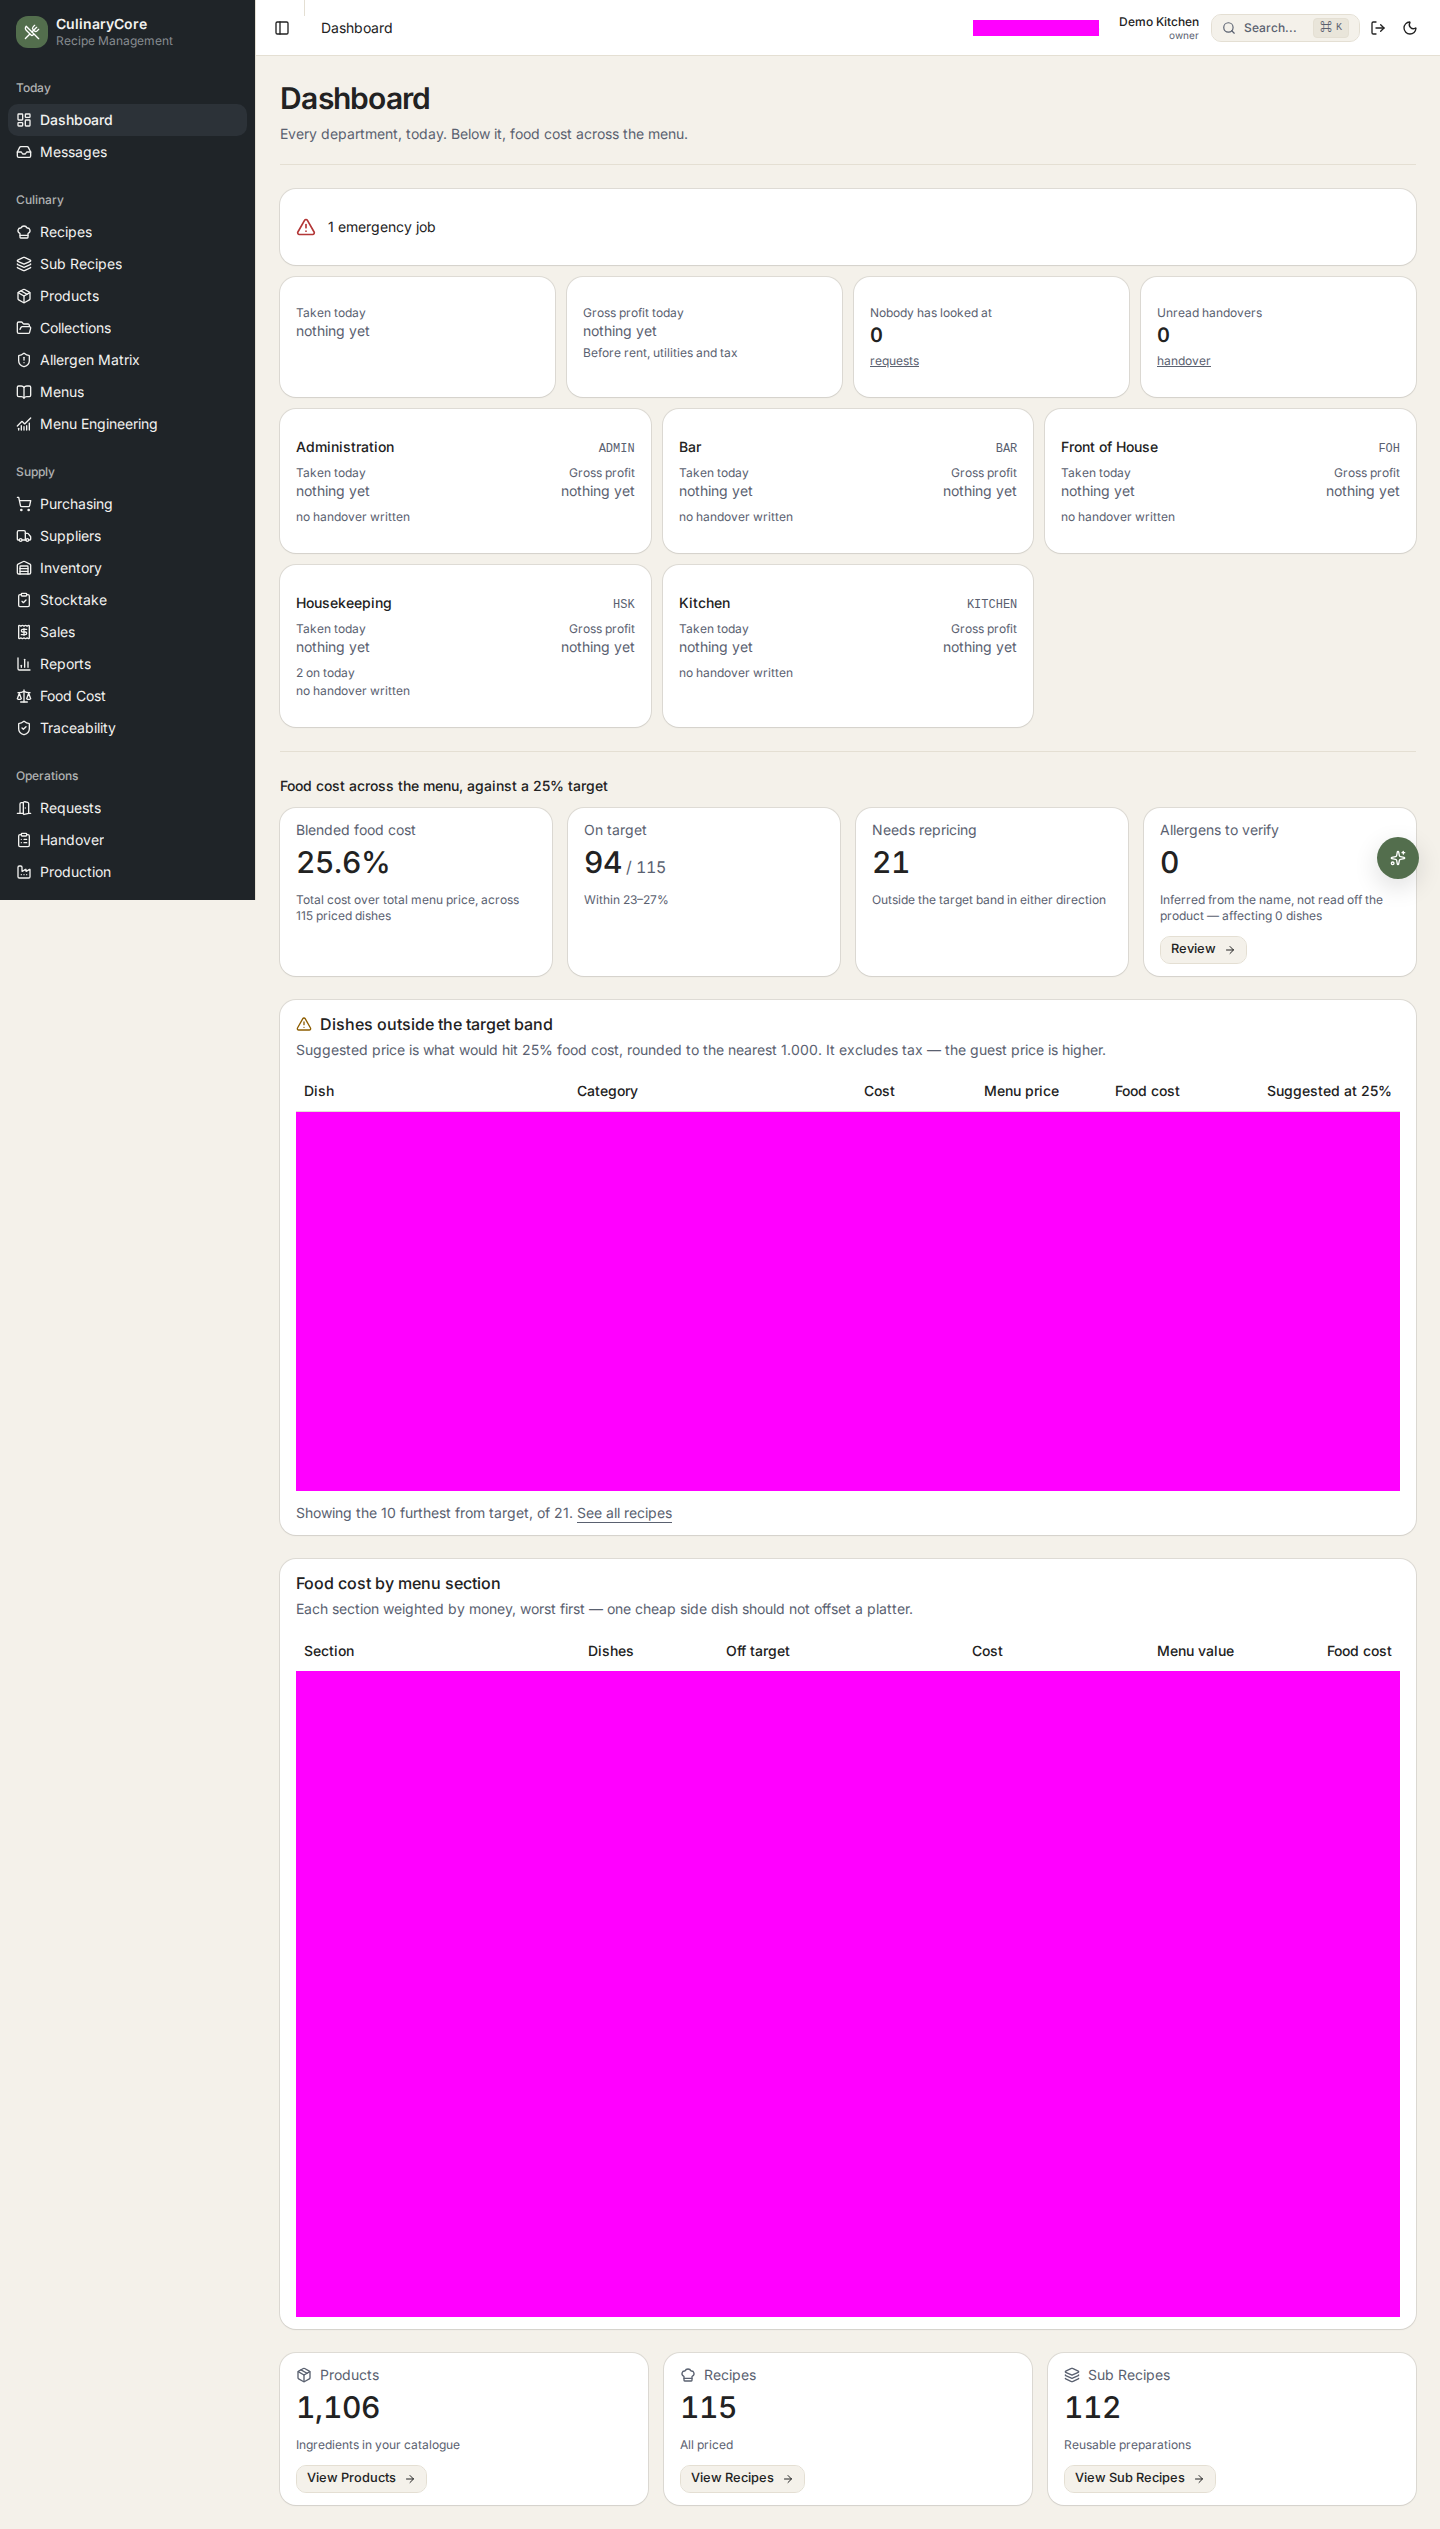 CulinaryCore
Recipe Management
Today
Dashboard
Messages
Culinary
Recipes
Sub Recipes
Products
Collections
Allergen Matrix
Menus
Menu Engineering
Supply
Purchasing
Suppliers
Inventory
Stocktake
Sales
Reports
Food Cost
Traceability
Operations
Requests
Handover
Production
Dashboard
Demo Kitchen
owner
Search...
⌘ K
Dashboard
Every department, today. Below it, food cost across the menu.
1 emergency job
Taken today
nothing yet
Gross profit today
nothing yet
Before rent, utilities and tax
Nobody has looked at
0
requests
Unread handovers
0
handover
Administration ADMIN
Taken today Gross profit
nothing yet nothing yet
no handover written
Bar BAR
Taken today Gross profit
nothing yet nothing yet
no handover written
Front of House FOH
Taken today Gross profit
nothing yet nothing yet
no handover written
Housekeeping HSK
Taken today Gross profit
nothing yet nothing yet
2 on today
no handover written
Kitchen KITCHEN
Taken today Gross profit
nothing yet nothing yet
no handover written
Food cost across the menu, against a 25% target
Blended food cost
25.6%
Total cost over total menu price, across
115 priced dishes
On target
94 / 115
Within 23–27%
Needs repricing
21
Outside the target band in either direction
Allergens to verify
0
Inferred from the name, not read off the
product — affecting 0 dishes
Review
Dishes outside the target band
Suggested price is what would hit 25% food cost, rounded to the nearest 1.000. It excludes tax — the guest price is higher.
Dish Category Cost Menu price Food cost Suggested at 25%
Showing the 10 furthest from target, of 21. See all recipes
Food cost by menu section
Each section weighted by money, worst first — one cheap side dish should not offset a platter.
Section Dishes Off target Cost Menu value Food cost
Products
1,106
Ingredients in your catalogue
View Products
Recipes
115
All priced
View Recipes
Sub Recipes
112
Reusable preparations
View Sub Recipes